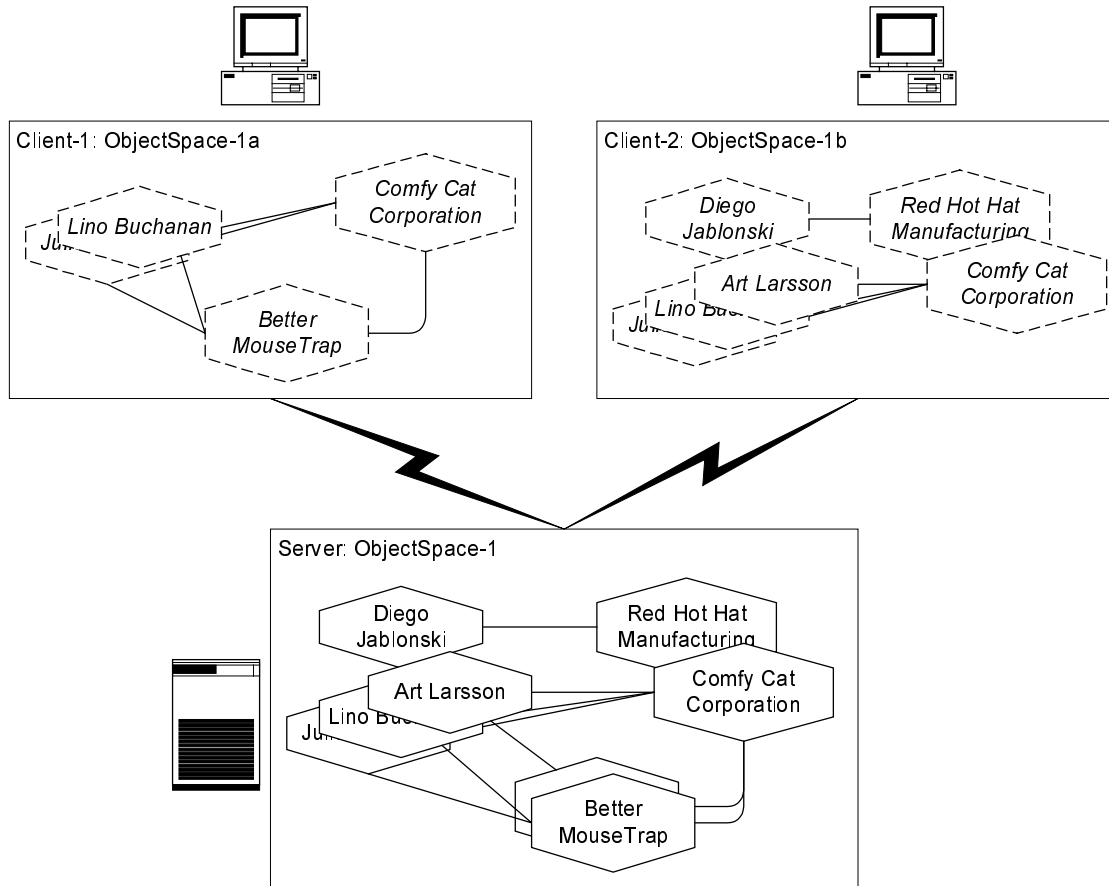 Client-1: ObjectSpace-1a
Comfy Cat
Corporation
Lino Buchanan
Better
MouseTrap
Client-2: ObjectSpace-1b
Diego
Jablonski
Red Hot Hat
Manufacturing
Art Larsson
Comfy Cat
Corporation
Lino
Server: ObjectSpace-1
Diego
Jablonski
Red Hot Hat
Manufacturing
Art Larsson
Comfy Cat
Corporation
Lino
Better
MouseTrap